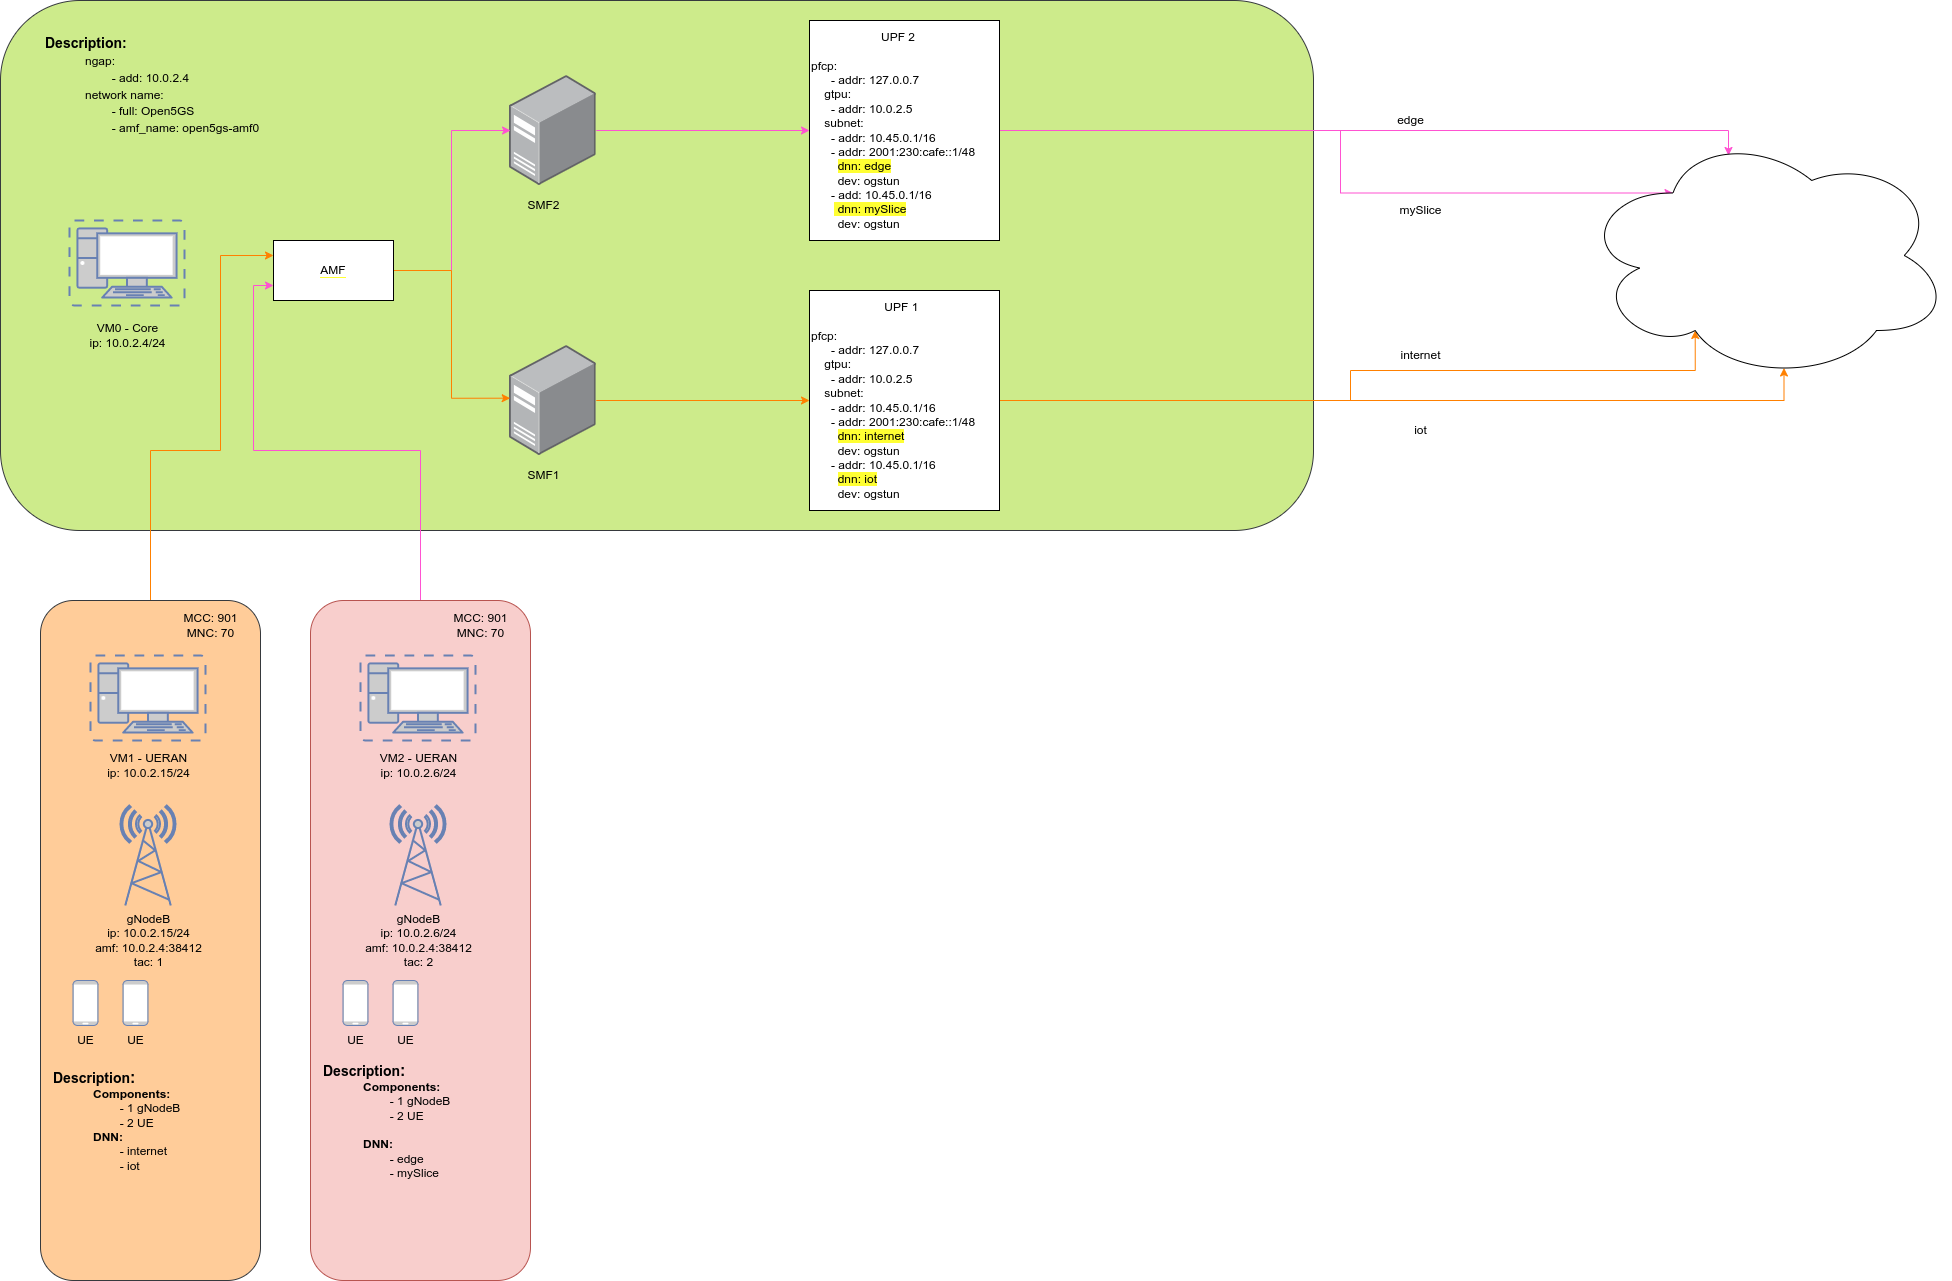 Description:
ngap:
- add: 10.0.2.4
network name:
- full: Open5GS
- amf_name: open5gs-amf0
VM0 - Core
ip: 10.0.2.4/24
AMF
SMF2
SMF1
UPF 2
pfcp:
- addr: 127.0.0.7
gtpu:
- addr: 10.0.2.5
subnet:
- addr: 10.45.0.1/16
- addr: 2001:230:cafe::1/48
dnn: edge
dev: ogstun
- add: 10.45.0.1/16
dnn: mySlice
dev: ogstun
UPF 1
pfcp:
- addr: 127.0.0.7
gtpu:
- addr: 10.0.2.5
subnet:
- addr: 10.45.0.1/16
- addr: 2001:230:cafe::1/48
dnn: internet
dev: ogstun
- addr: 10.45.0.1/16
dnn: iot
dev: ogstun
edge
mySlice
internet
iot
MCC: 901
MNC: 70
VM1 - UERAN
ip: 10.0.2.15/24
gNodeB
ip: 10.0.2.15/24
amf: 10.0.2.4:38412
tac: 1
UE
UE
Description:
Components:
- 1 gNodeB
- 2 UE
DNN:
- internet
- iot
MCC: 901
MNC: 70
VM2 - UERAN
ip: 10.0.2.6/24
gNodeB
ip: 10.0.2.6/24
amf: 10.0.2.4:38412
tac: 2
UE
UE
Description:
Components:
- 1 gNodeB
- 2 UE
DNN:
- edge
- mySlice